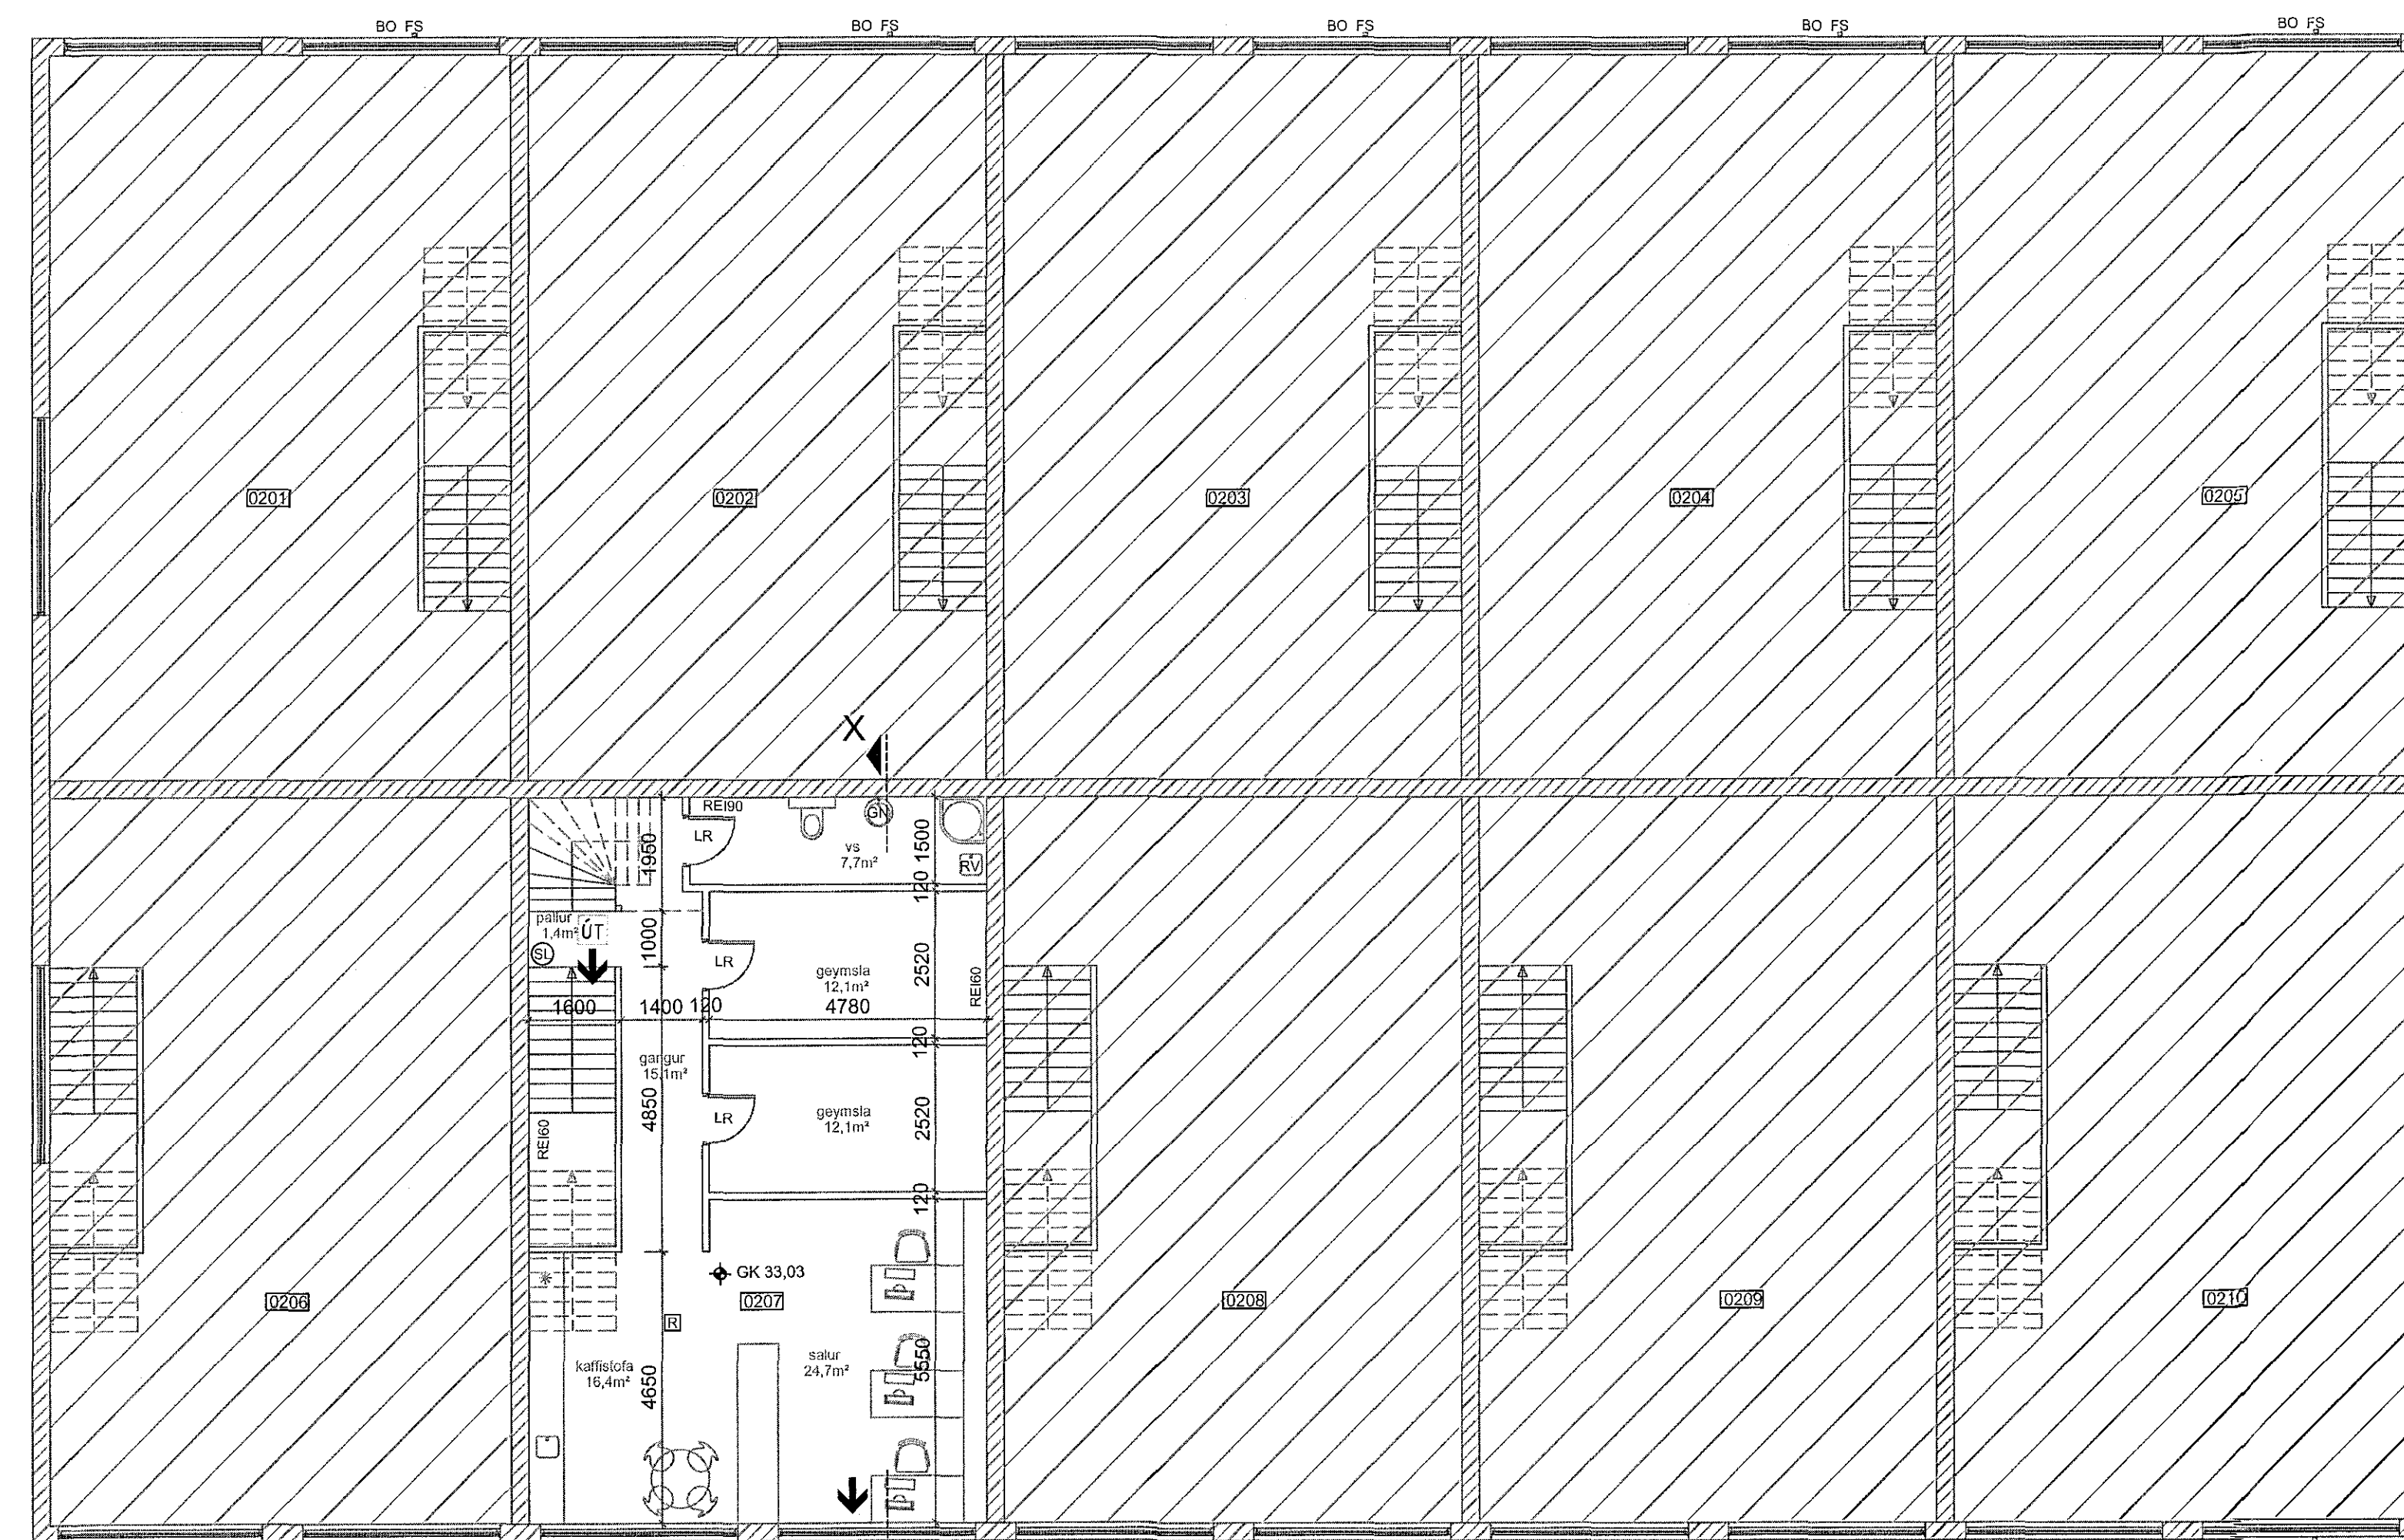 BO FS
BO FS
BO FS
BO FS
BO FS
0201
0202
0203
0204
0205
X
REI90
LR
GN
vs
7,7m²
RV
1950
1500
120
pallur
1,4m²
ÚT
SL
1000
LR
geymsla
12,1m²
2520
REI60
1600
1400
120
4780
120
gangur
15,1m²
LR
geymsla
12,1m²
4850
2520
REI60
120
GK 33,03
0206
0207
0208
0209
0210
R
kaffistofa
16,4m²
salur
24,7m²
4650
5550